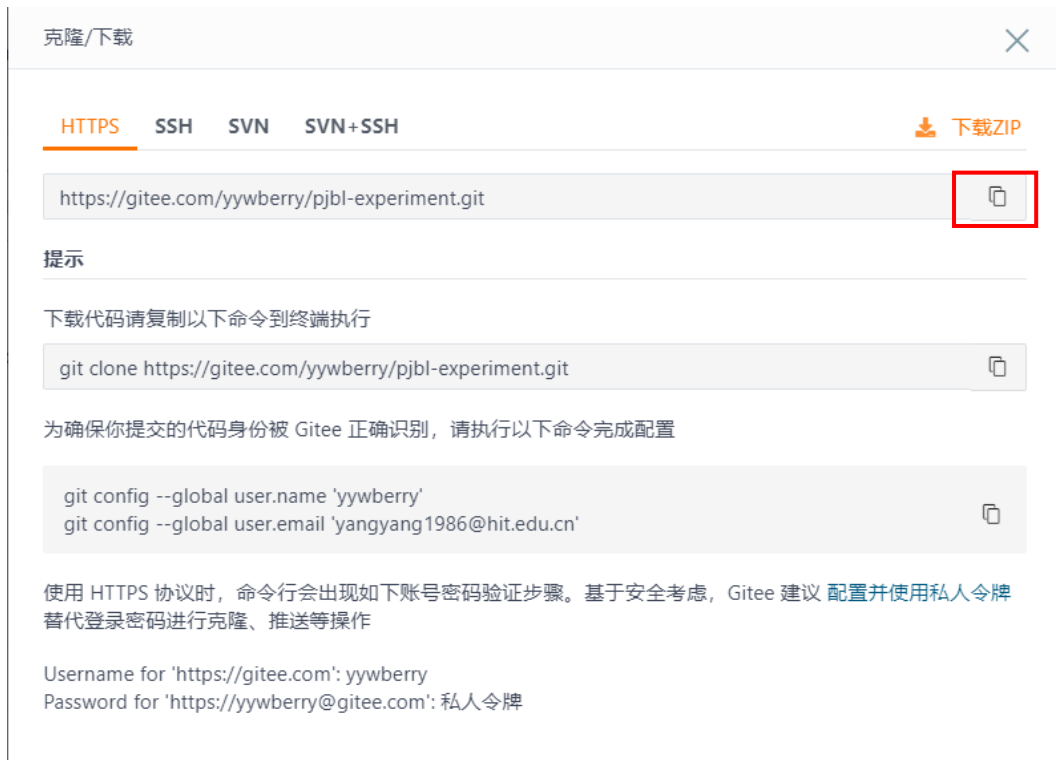 克隆/下载
HTTPS SSH SVN SVN+SSH 下载ZIP
https://gitee.com/yywberry/pjbl-experiment.git
提示
下载代码请复制以下命令到终端执行
git clone https://gitee.com/yywberry/pjbl-experiment.git
为确保你提交的代码身份被 Gitee 正确识别，请执行以下命令完成配置
git config --global user.name 'yywberry'
git config --global user.email 'yangyang1986@hit.edu.cn'
使用 HTTPS 协议时，命令行会出现如下账号密码验证步骤。基于安全考虑，Gitee 建议 配置并使用私人令牌
替代登录密码进行克隆、推送等操作
Username for 'https://gitee.com': yywberry
Password for 'https://yywberry@gitee.com': 私人令牌